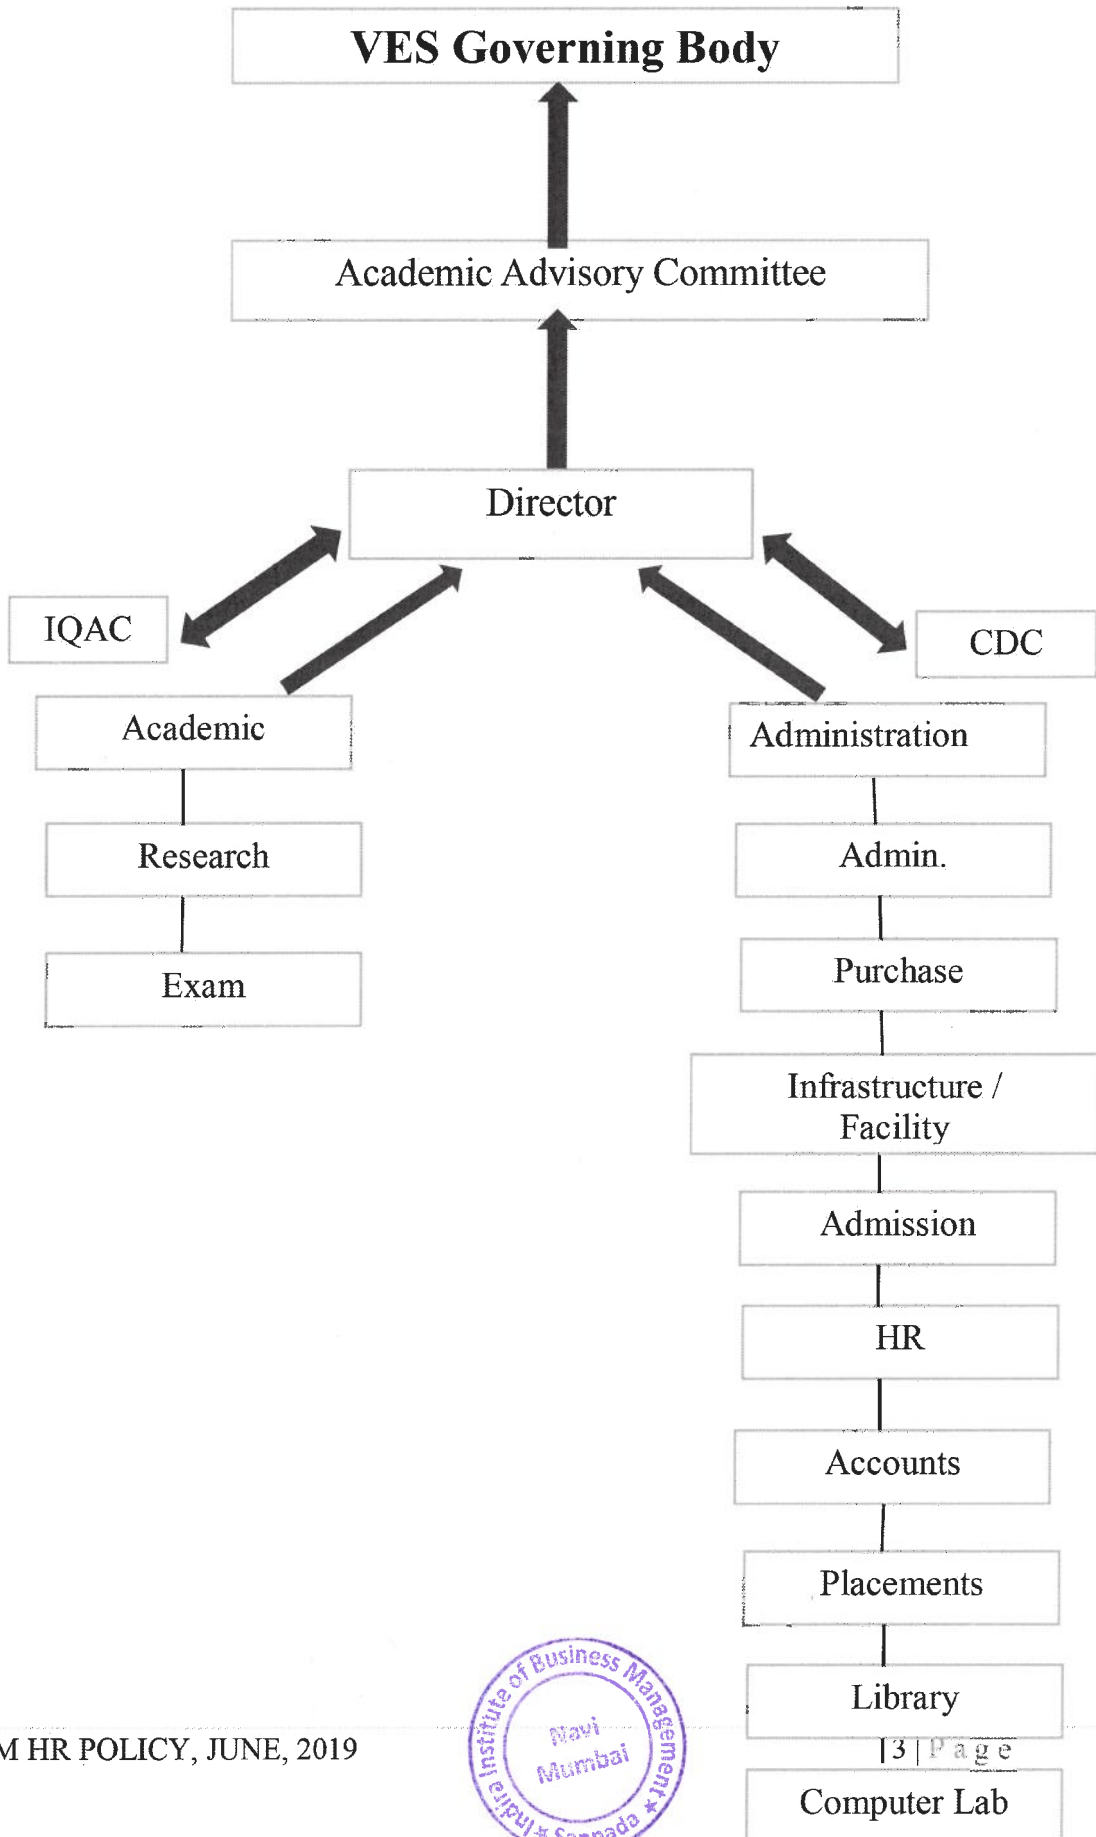 VES Governing Body
Academic Advisory Committee
Director
IQAC
CDC
Academic
Administration
Research
Admin.
Exam
Purchase
Infrastructure /
Facility
Admission
HR
Accounts
Placements
Library
M HR POLICY, JUNE, 2019
3 | Page
Computer Lab
Indira Institute of Business Management ★ Sanpada ★
Navi
Mumbai